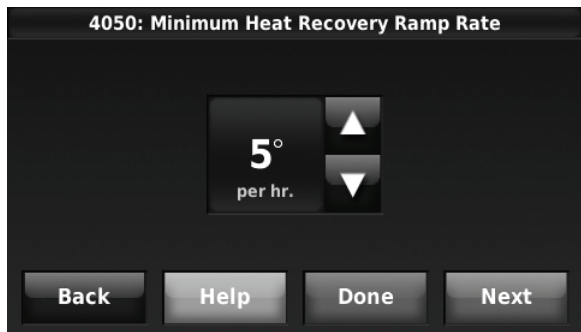 4050: Minimum Heat Recovery Ramp Rate
5°
per hr.
Back Help Done Next